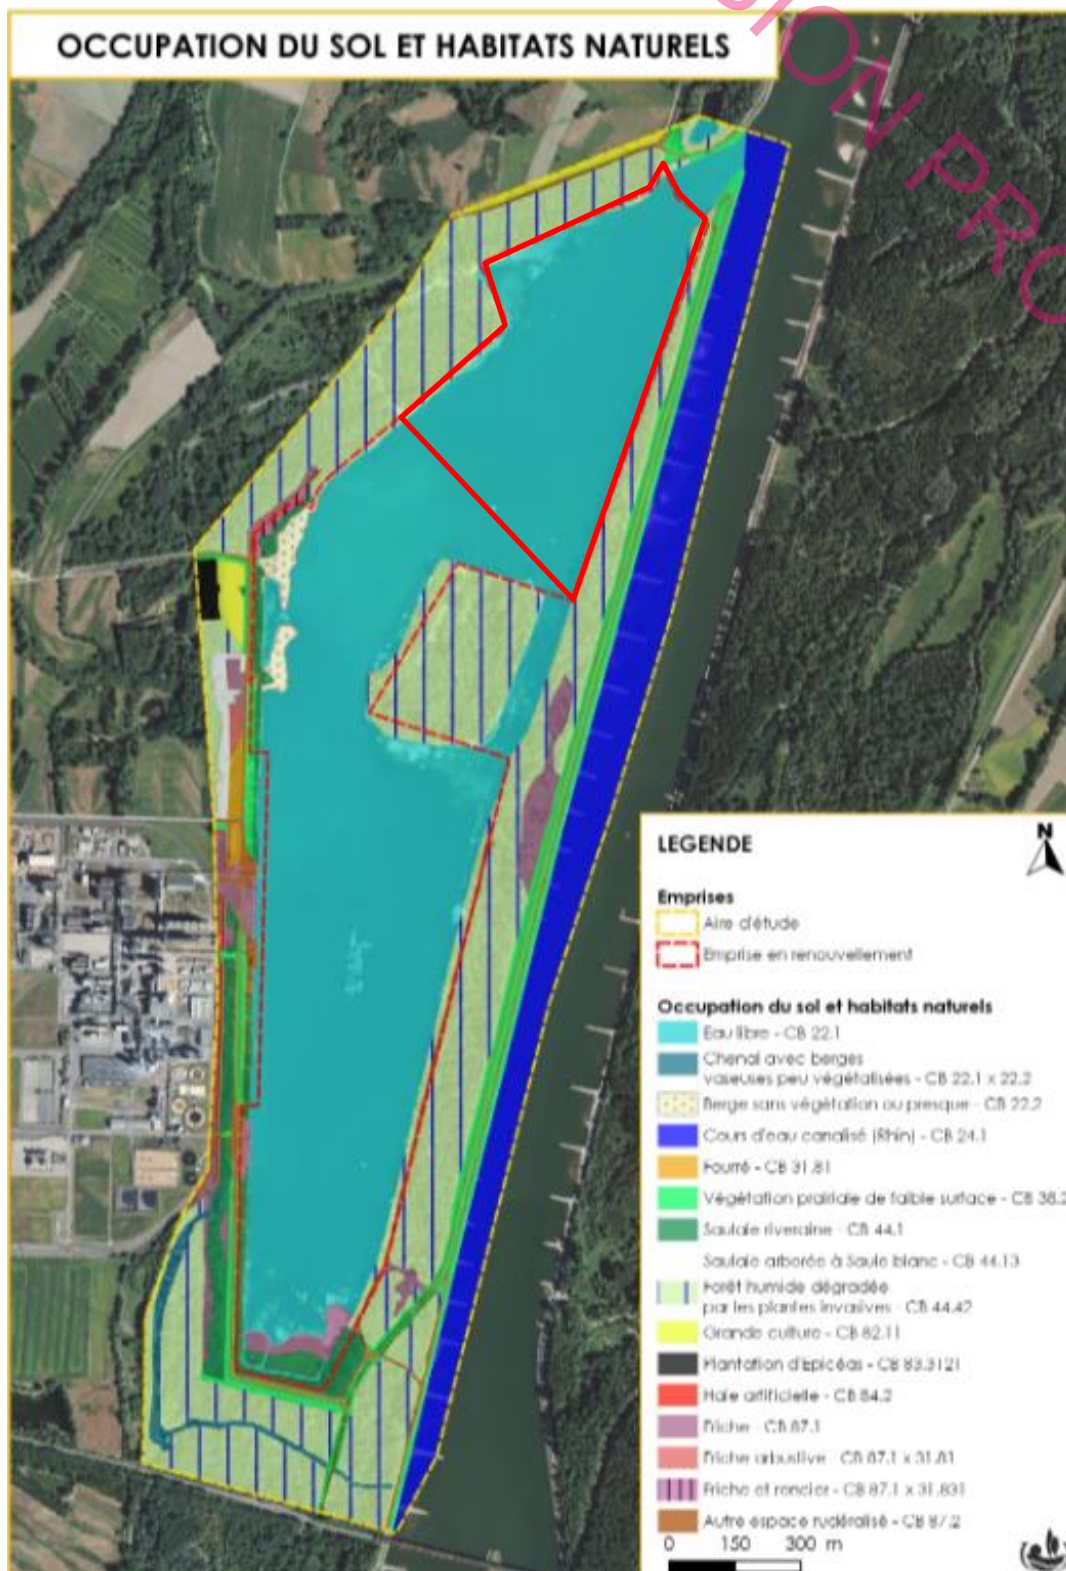 OCCUPATION DU SOL ET HABITATS NATURELS
SION PRO
LEGENDE
N
Emprises
Aire d'étude
Emprise en renouvellement
Occupation du sol et habitats naturels
Eau libre - CB 22.1
Chenal avec berges
vaseuses peu végétalisées - CB 22.1 x 22.2
Berge sans végétation ou presque - CB 22.2
Cours d'eau canalisé (Rhin) - CB 24.1
Fourré - CB 31.81
Végétation prairiale de faible surface - CB 38.2
Saulaie riveraine - CB 44.1
Saulaie arborée à Saule blanc - CB 44.13
Forêt humide dégradée
par les plantes invasives - CB 44.42
Grande culture - CB 82.11
Plantation d'Epicéas - CB 83.3121
Haie artificielle - CB 84.2
Friche - CB 87.1
Friche arbustive - CB 87.1 x 31.81
Friche et roncier - CB 87.1 x 31.831
Autre espace rudéralisé - CB 87.2
0 150 300 m